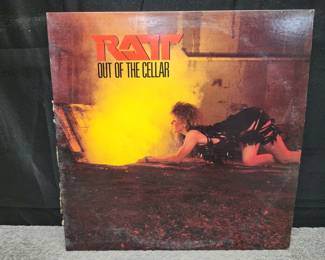 RATT
OUT OF THE CELLAR